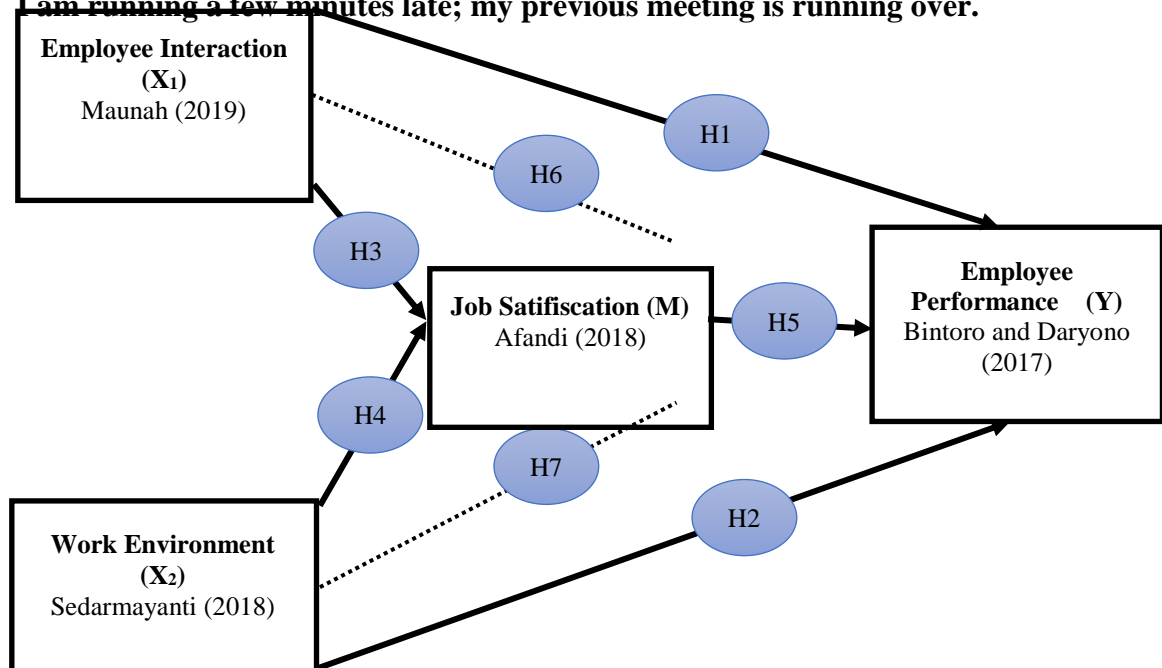 I am running a few minutes late; my previous meeting is running over.
Employee Interaction
(X₁)
Maunah (2019)
H1
H6
H3
Employee
Performance (Y)
Bintoro and Daryono
(2017)
Job Satifiscation (M)
Afandi (2018)
H5
H4
H7
H2
Work Environment
(X₂)
Sedarmayanti (2018)